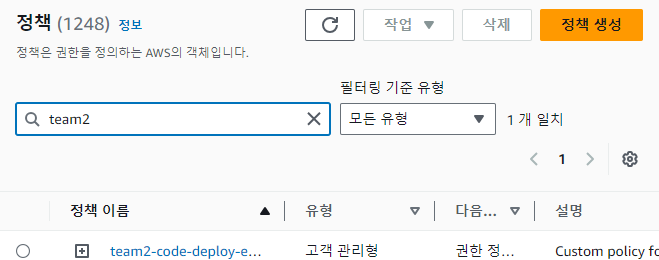 정책 (1248) 정보
작업 삭제 정책 생성
정책은 권한을 정의하는 AWS의 객체입니다.
필터링 기준 유형
team2 모든 유형 1 개 일치
1
정책 이름 유형 다음... 설명
team2-code-deploy-e... 고객 관리형 권한 정... Custom policy fo